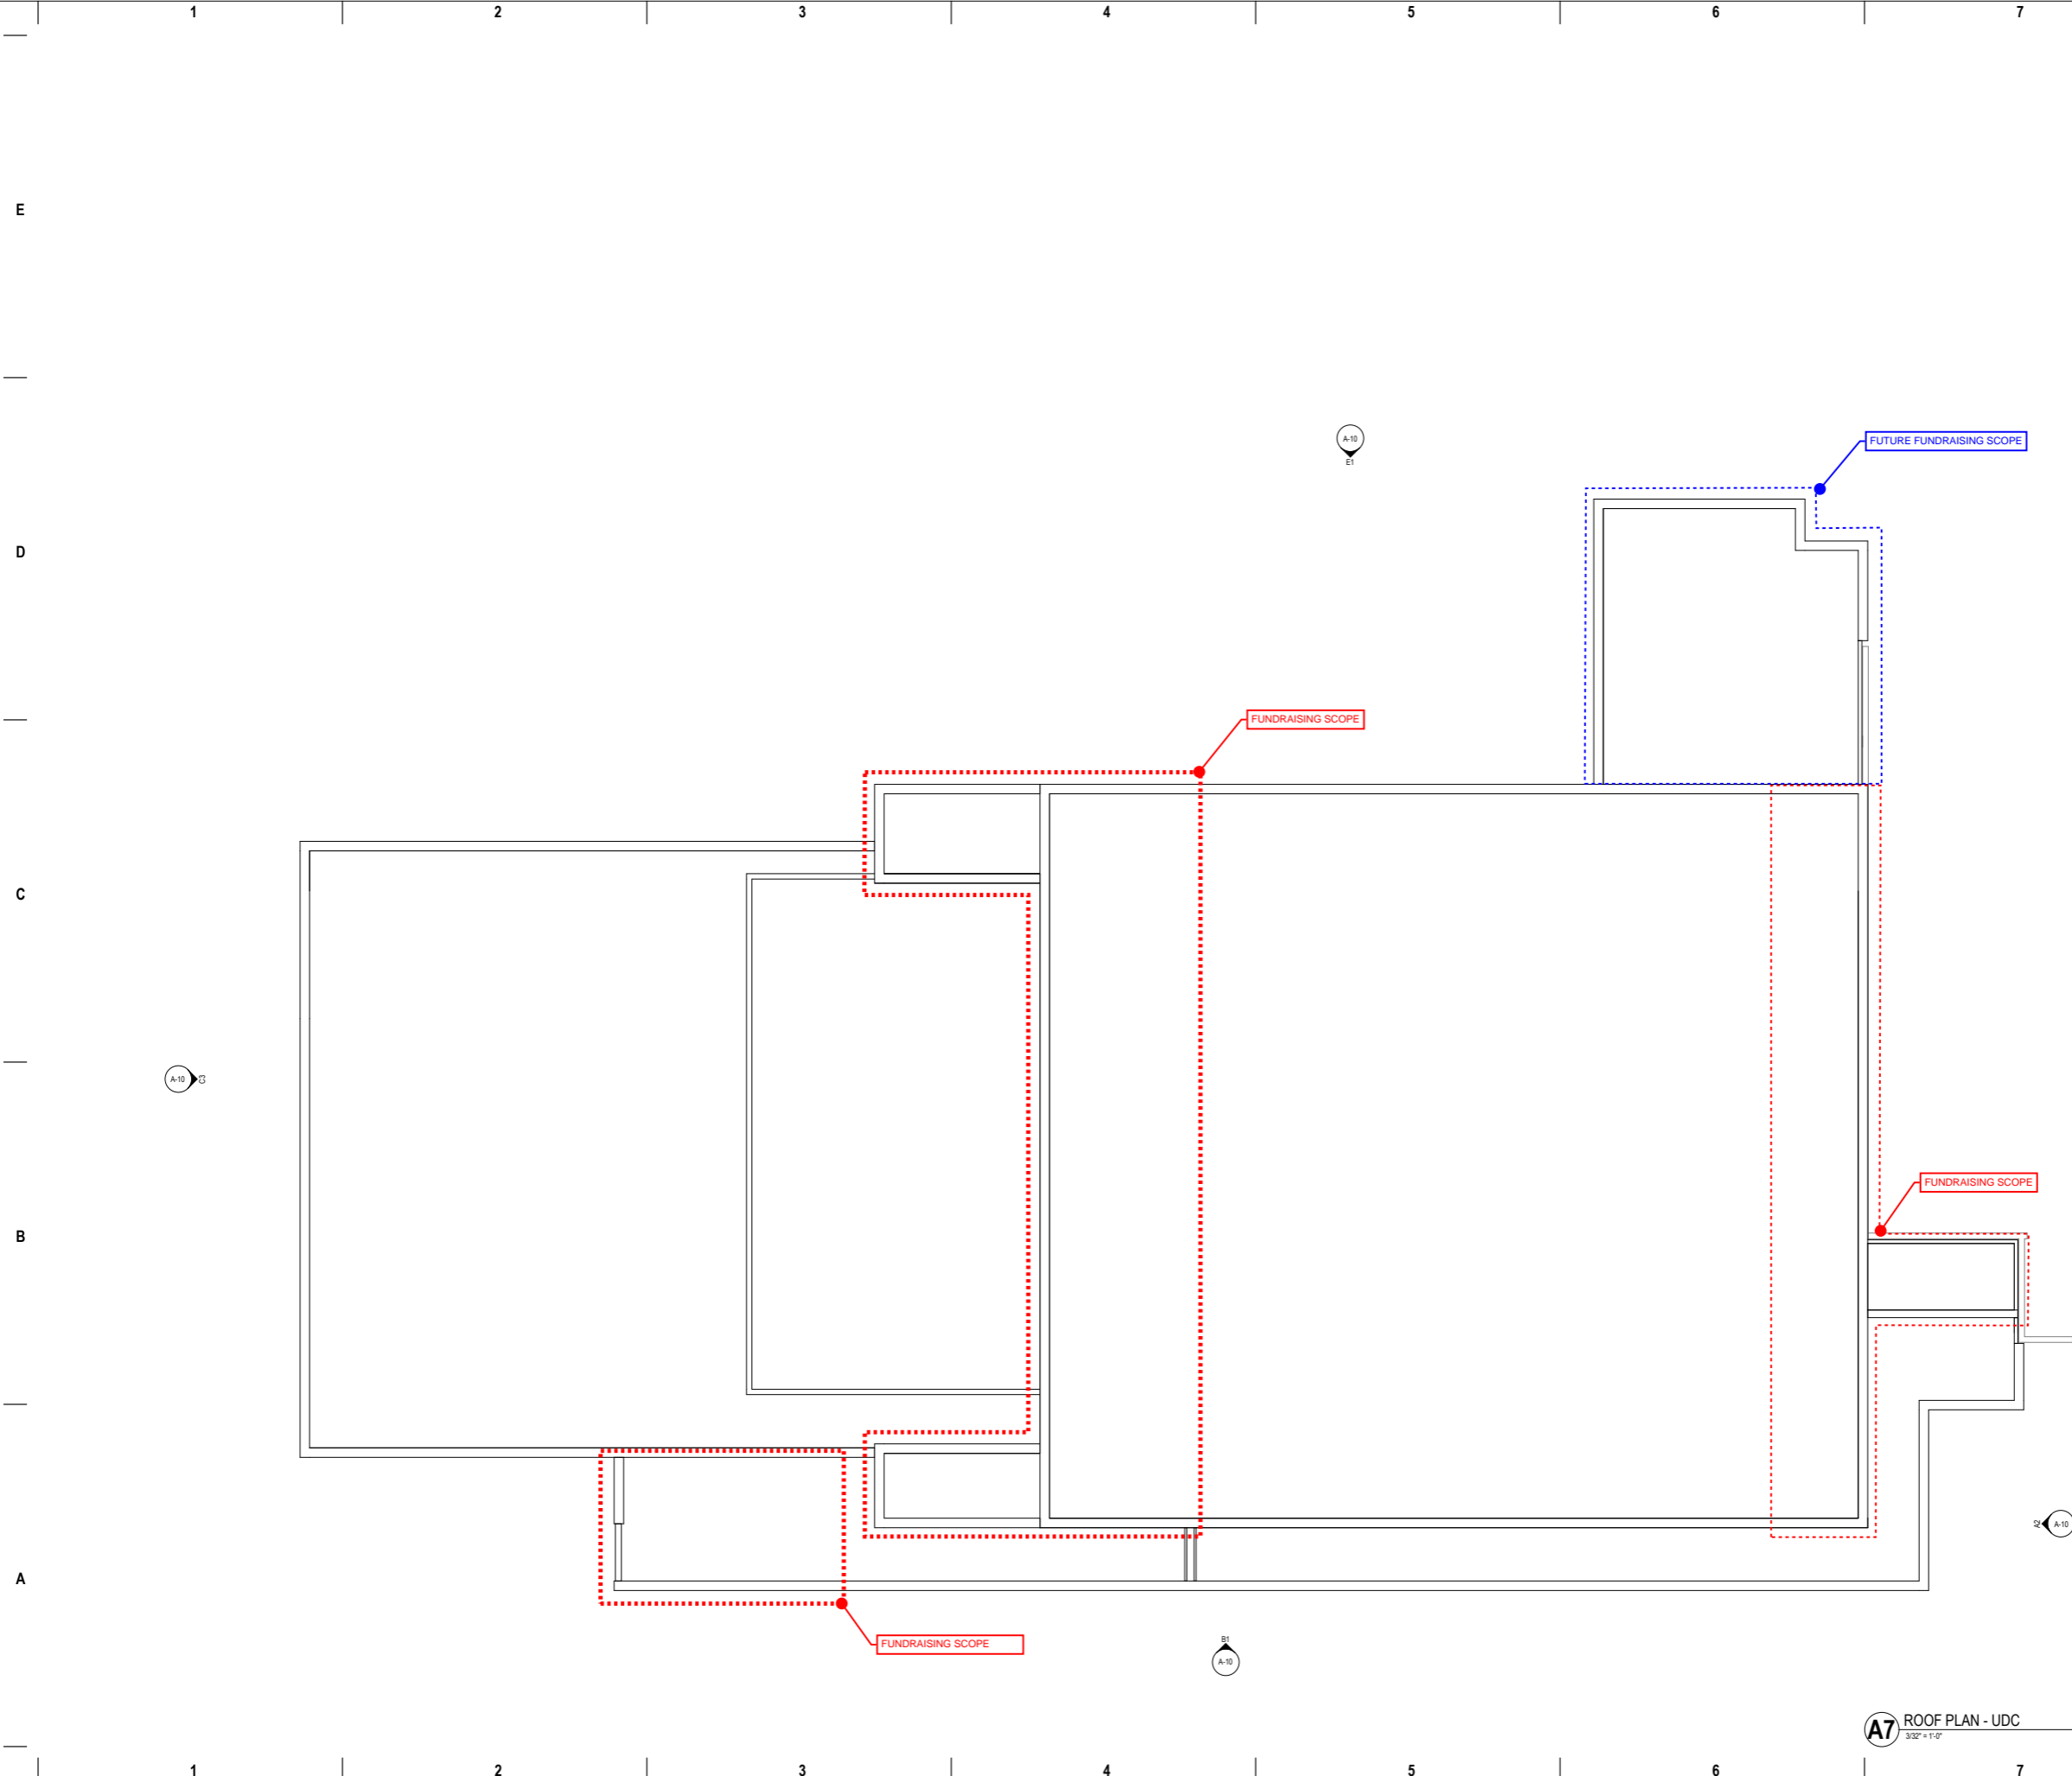 1 2 3 4 5 6 7
E
A-10
E1
FUTURE FUNDRAISING SCOPE
D
FUNDRAISING SCOPE
C
A-10 C3
FUNDRAISING SCOPE
B
A2 A-10
A
FUNDRAISING SCOPE
B1
A-10
A7 ROOF PLAN - UDC
3/32" = 1'-0"
1 2 3 4 5 6 7